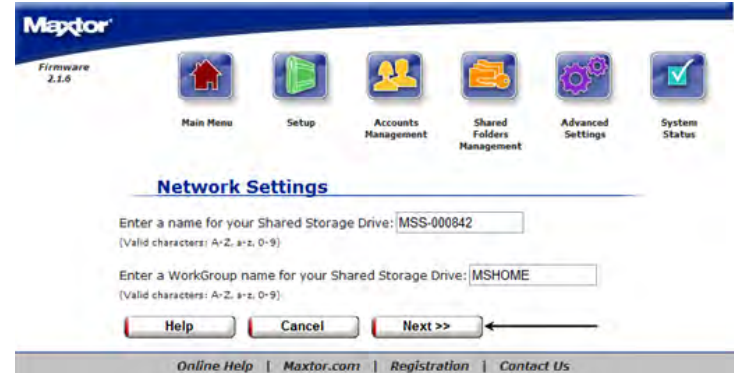 Maxtor
Firmware
2.1.6
Main Menu
Setup
Accounts
Management
Shared
Folders
Management
Advanced
Settings
System
Status
Network Settings
Enter a name for your Shared Storage Drive: MSS-000842
(Valid characters: A-Z, a-z, 0-9)
Enter a WorkGroup name for your Shared Storage Drive: MSHOME
(Valid characters: A-Z, a-z, 0-9)
Help Cancel Next >>
Online Help | Maxtor.com | Registration | Contact Us